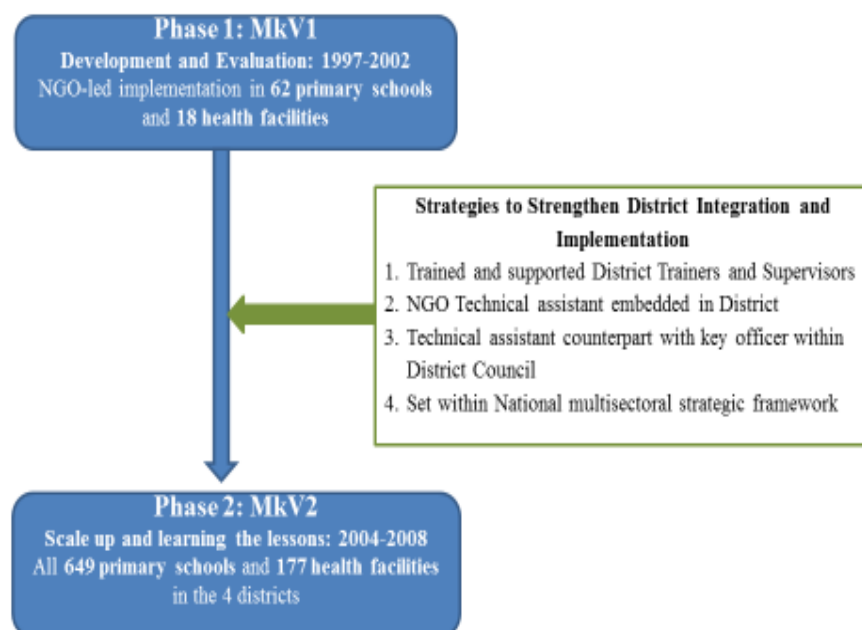 Phase 1: MkV1
Development and Evaluation: 1997-2002
NGO-led implementation in 62 primary schools
and 18 health facilities
Strategies to Strengthen District Integration and
Implementation
1. Trained and supported District Trainers and Supervisors
2. NGO Technical assistant embedded in District
3. Technical assistant counterpart with key officer within
District Council
4. Set within National multisectoral strategic framework
Phase 2: MkV2
Scale up and learning the lessons: 2004-2008
All 649 primary schools and 177 health facilities
in the 4 districts